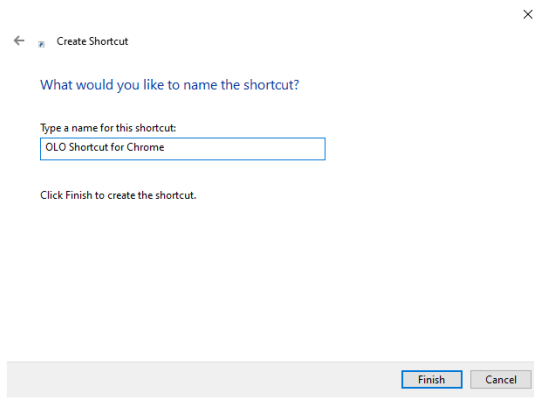 Create Shortcut
What would you like to name the shortcut?
Type a name for this shortcut:
OLO Shortcut for Chrome
Click Finish to create the shortcut.
Finish
Cancel